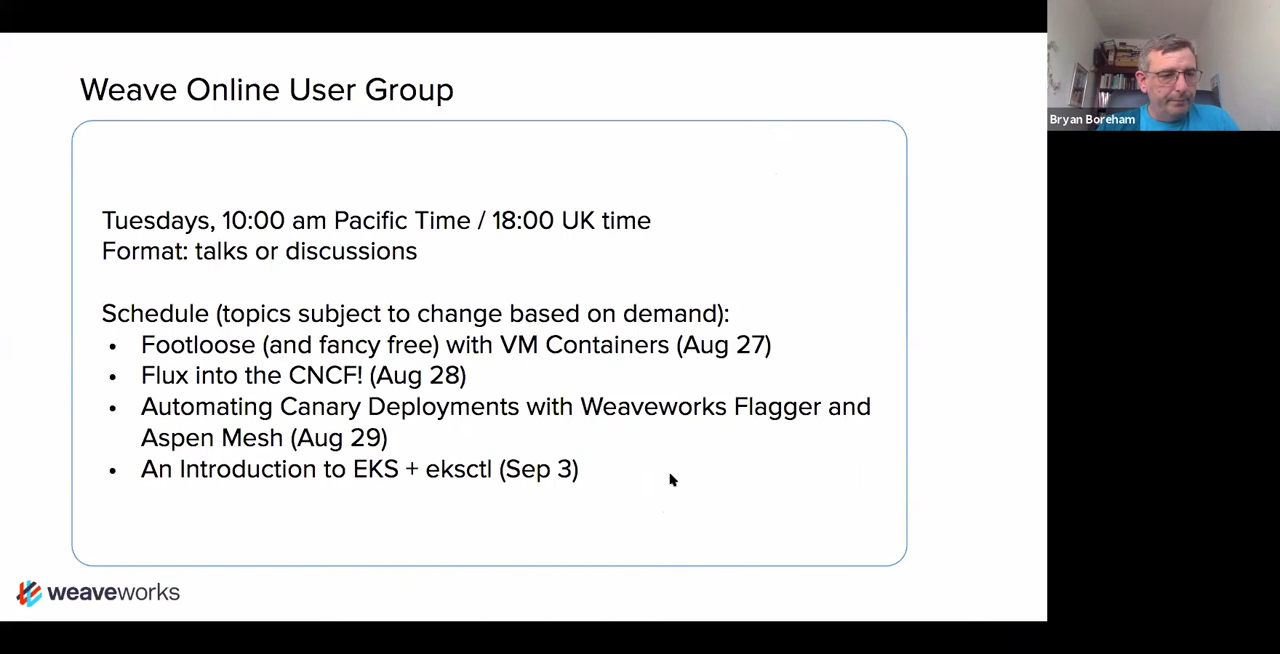 Weave Online User Group
Tuesdays, 10:00 am Pacific Time / 18:00 UK time
Format: talks or discussions
Schedule (topics subject to change based on demand):
• Footloose (and fancy free) with VM Containers (Aug 27)
• Flux into the CNCF! (Aug 28)
• Automating Canary Deployments with Weaveworks Flagger and
Aspen Mesh (Aug 29)
• An Introduction to EKS + eksctl (Sep 3)
weaveworks
Bryan Boreham